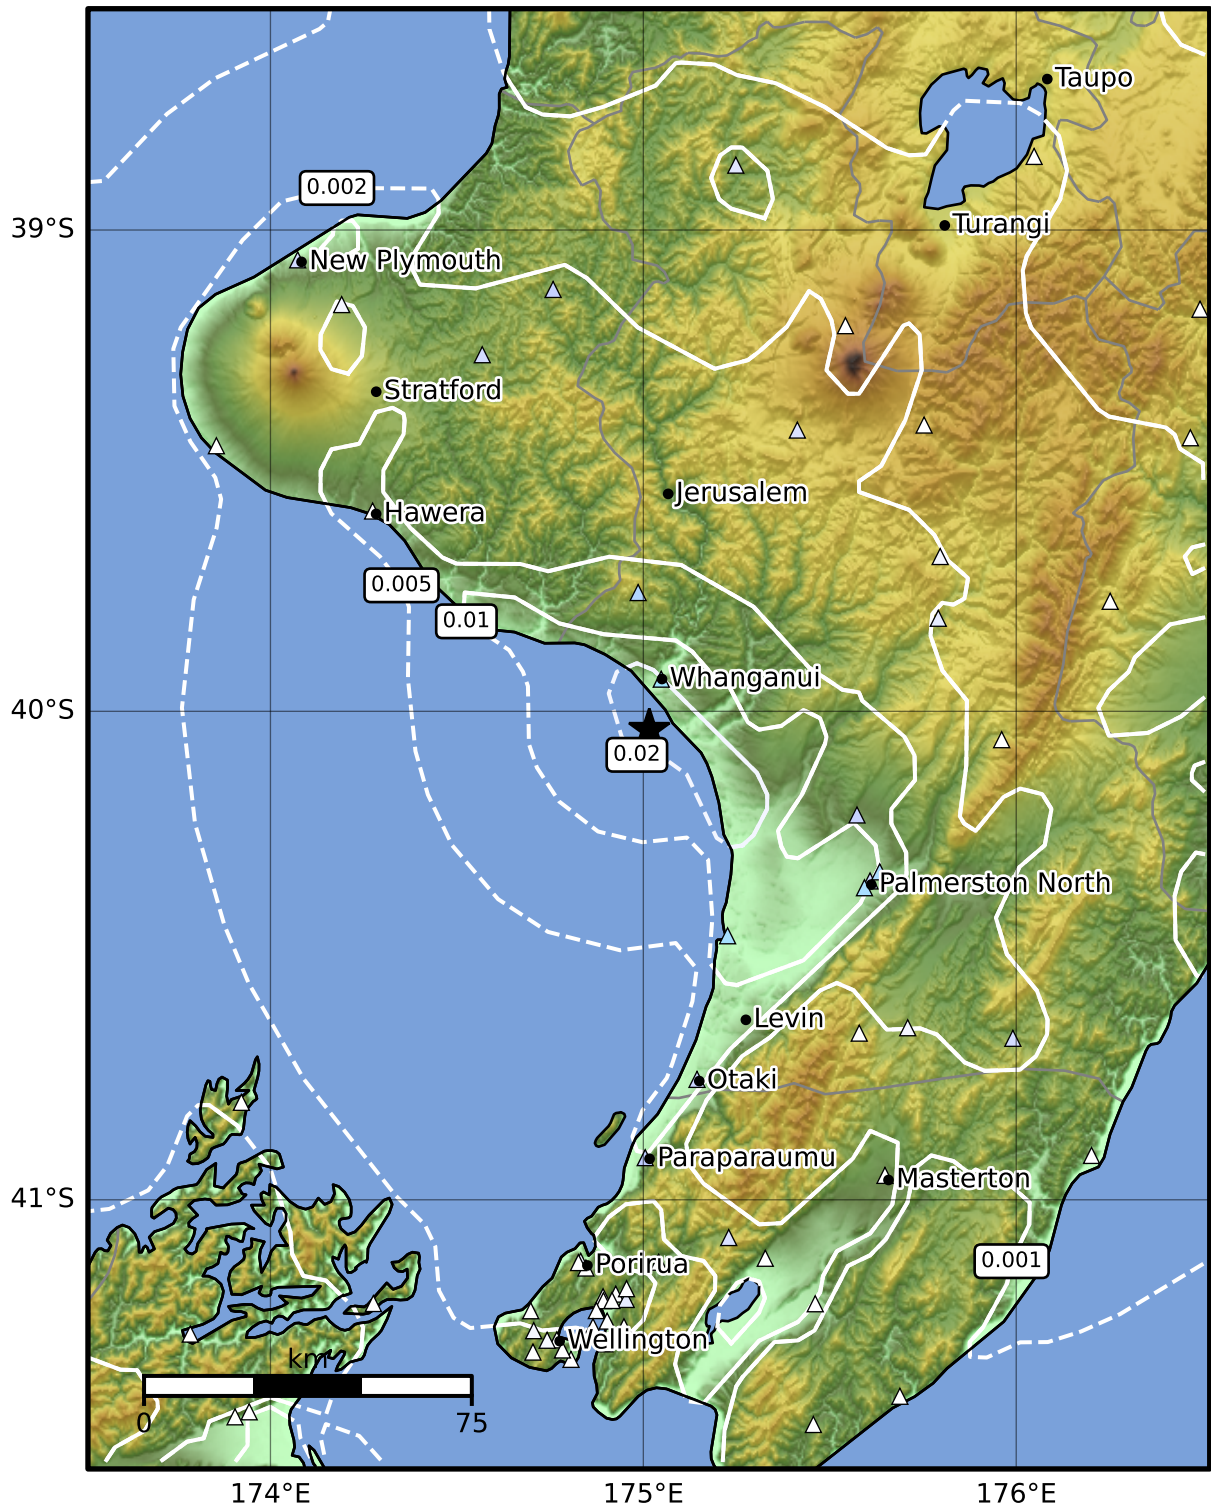 Taupo
0.002
39°S
Turangi
New Plymouth
Stratford
Jerusalem
Hawera
0.005
0.01
Whanganui
40°S
0.02
Palmerston North
Levin
Otaki
Paraparaumu
Masterton
41°S
0.001
Porirua
Wellington
km
0
75
174°E
175°E
176°E